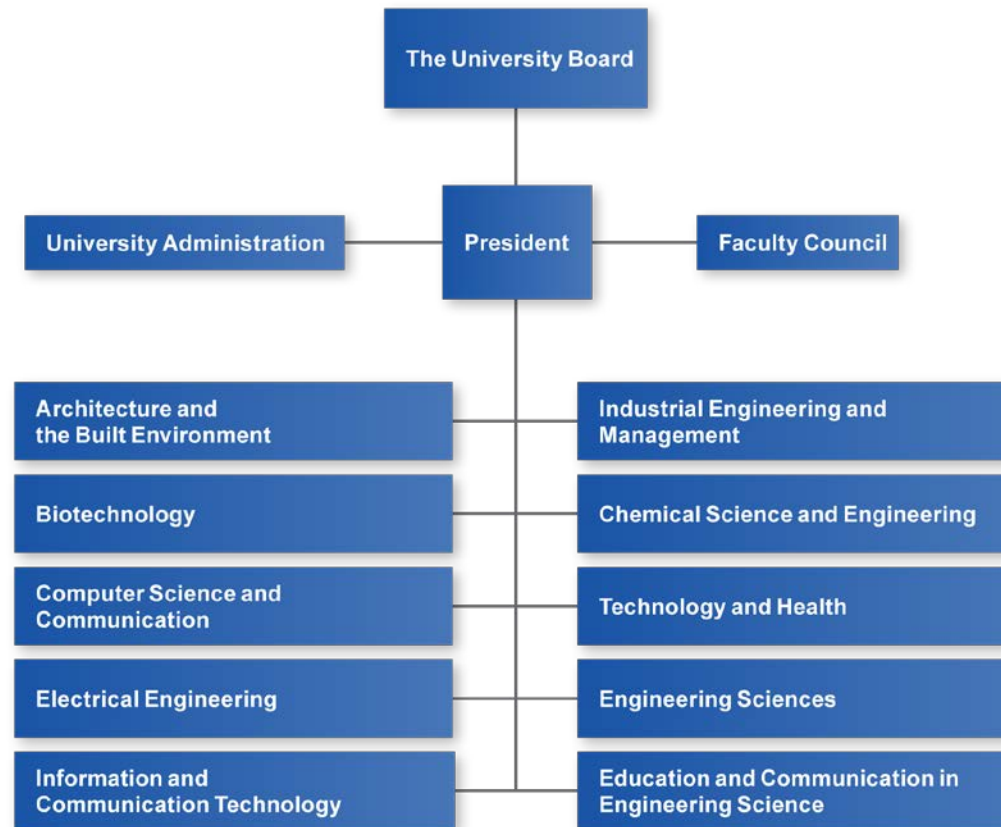 The University Board
University Administration
President
Faculty Council
Architecture and
the Built Environment
Industrial Engineering and
Management
Biotechnology
Chemical Science and Engineering
Computer Science and
Communication
Technology and Health
Electrical Engineering
Engineering Sciences
Information and
Communication Technology
Education and Communication in
Engineering Science